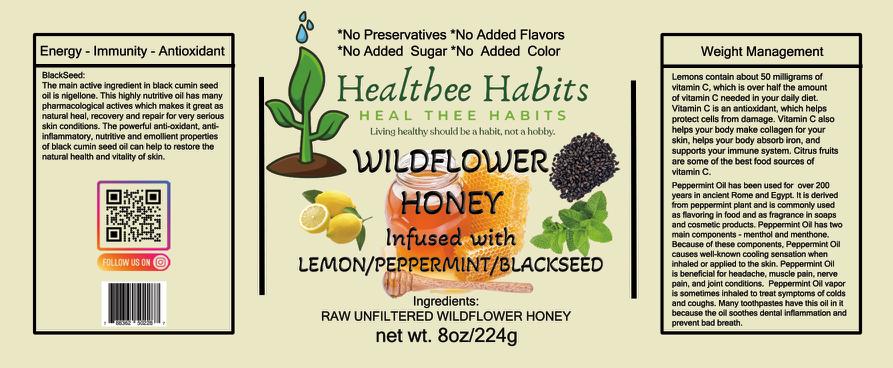 Energy - Immunity - Antioxidant
BlackSeed:
The main active ingredient in black cumin seed
oil is nigellone. This highly nutritive oil has many
pharmacological actives which makes it great as
natural heal, recovery and repair for very serious
skin conditions. The powerful anti-oxidant, anti-
inflammatory, nutritive and emollient properties
of black cumin seed oil can help to restore the
natural health and vitality of skin.
FOLLOW US ON
7 68362 50228 7
*No Preservatives *No Added Flavors
*No Added Sugar *No Added Color
Healthee Habits
HEAL THEE HABITS
Living healthy should be a habit, not a hobby.
WILDFLOWER
HONEY
Infused with
LEMON/PEPPERMINT/BLACKSEED
Ingredients:
RAW UNFILTERED WILDFLOWER HONEY
net wt. 8oz/224g
Weight Management
Lemons contain about 50 milligrams of
vitamin C, which is over half the amount
of vitamin C needed in your daily diet.
Vitamin C is an antioxidant, which helps
protect cells from damage. Vitamin C also
helps your body make collagen for your
skin, helps your body absorb iron, and
supports your immune system. Citrus fruits
are some of the best food sources of
vitamin C.
Peppermint Oil has been used for over 200
years in ancient Rome and Egypt. It is derived
from peppermint plant and is commonly used
as flavoring in food and as fragrance in soaps
and cosmetic products. Peppermint Oil has two
main components - menthol and menthone.
Because of these components, Peppermint Oil
causes well-known cooling sensation when
inhaled or applied to the skin. Peppermint Oil
is beneficial for headache, muscle pain, nerve
pain, and joint conditions. Peppermint Oil vapor
is sometimes inhaled to treat symptoms of colds
and coughs. Many toothpastes have this oil in it
because the oil soothes dental inflammation and
prevent bad breath.